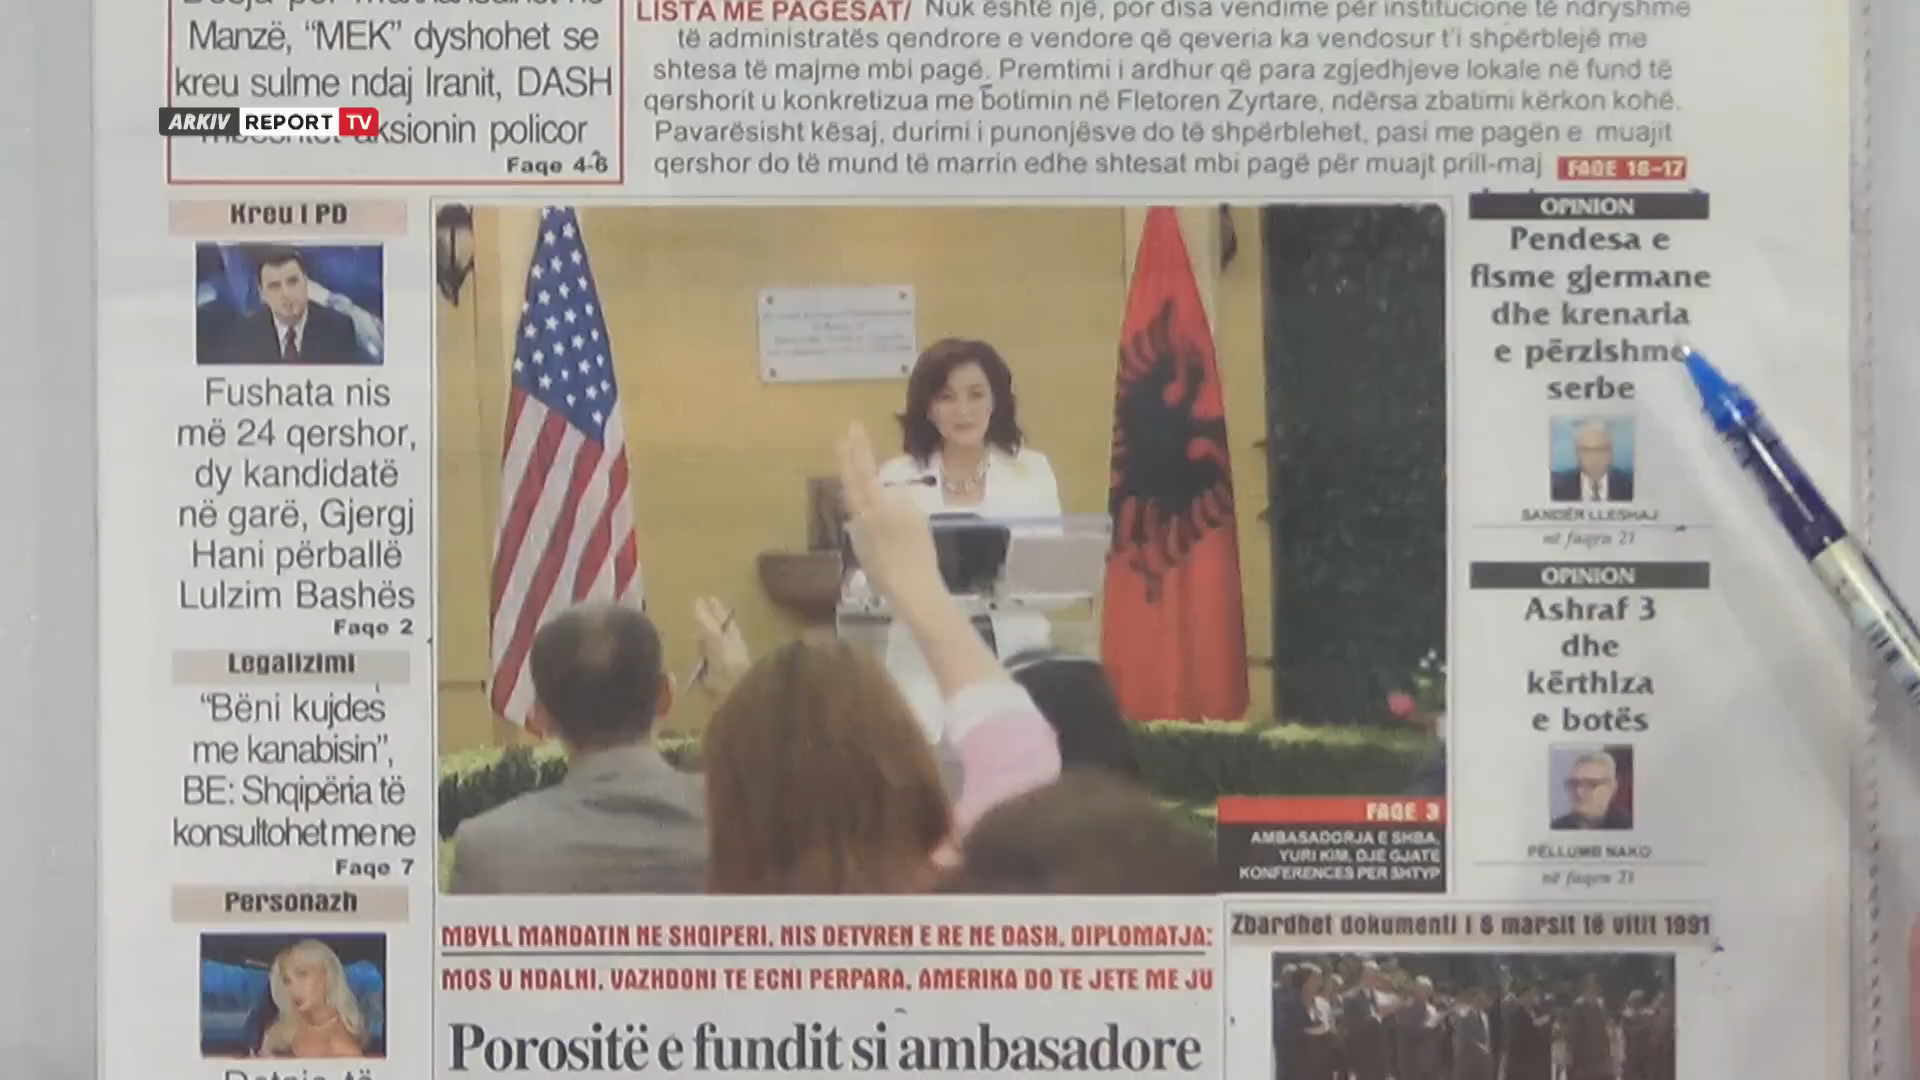 Manzë, “MEK” dyshohet se
kreu sulme ndaj Iranit, DASH
aksionin policor
Faqe 4-6
ARKIV REPORT TV
LISTA ME PAGESAT/ Nuk është një, por disa vendime për institucione të ndryshme
të administratës qendrore e vendore që qeveria ka vendosur t’i shpërblejë me
shtesa të majme mbi pagë. Premtimi i ardhur që para zgjedhjeve lokale në fund të
qershorit u konkretizua me botimin në Fletoren Zyrtare, ndërsa zbatimi kërkon kohë.
Pavarësisht kësaj, durimi i punonjësve do të shpërblehet, pasi me pagën e muajit
qershor do të mund të marrin edhe shtesat mbi pagë për muajt prill-maj FAQE 16-17
Kreu i PD
Fushata nis
më 24 qershor,
dy kandidatë
në garë, Gjergj
Hani përballë
Lulzim Bashës
Faqe 2
Legalizimi
“Bëni kujdes
me kanabisin”,
BE: Shqipëria të
konsultohet me ne
Faqe 7
Personazh
FAQE 3
AMBASADORJA E SHBA,
YURI KIM, DJE GJATE
KONFERENCES PER SHTYP
MBYLL MANDATIN NE SHQIPERI, NIS DETYREN E RE NE DASH, DIPLOMATJA:
MOS U NDALNI, VAZHDONI TE ECNI PERPARA, AMERIKA DO TE JETE ME JU
Porositë e fundit si ambasadore
OPINION
Pendesa e
fisme gjermane
dhe krenaria
e përzishme
serbe
SANDËR LLESHAJ
në faqen 21
OPINION
Ashraf 3
dhe
kërthiza
e botës
PËLLUMB NAKO
në faqen 21
Zbardhet dokumenti i 6 marsit të vitit 1991